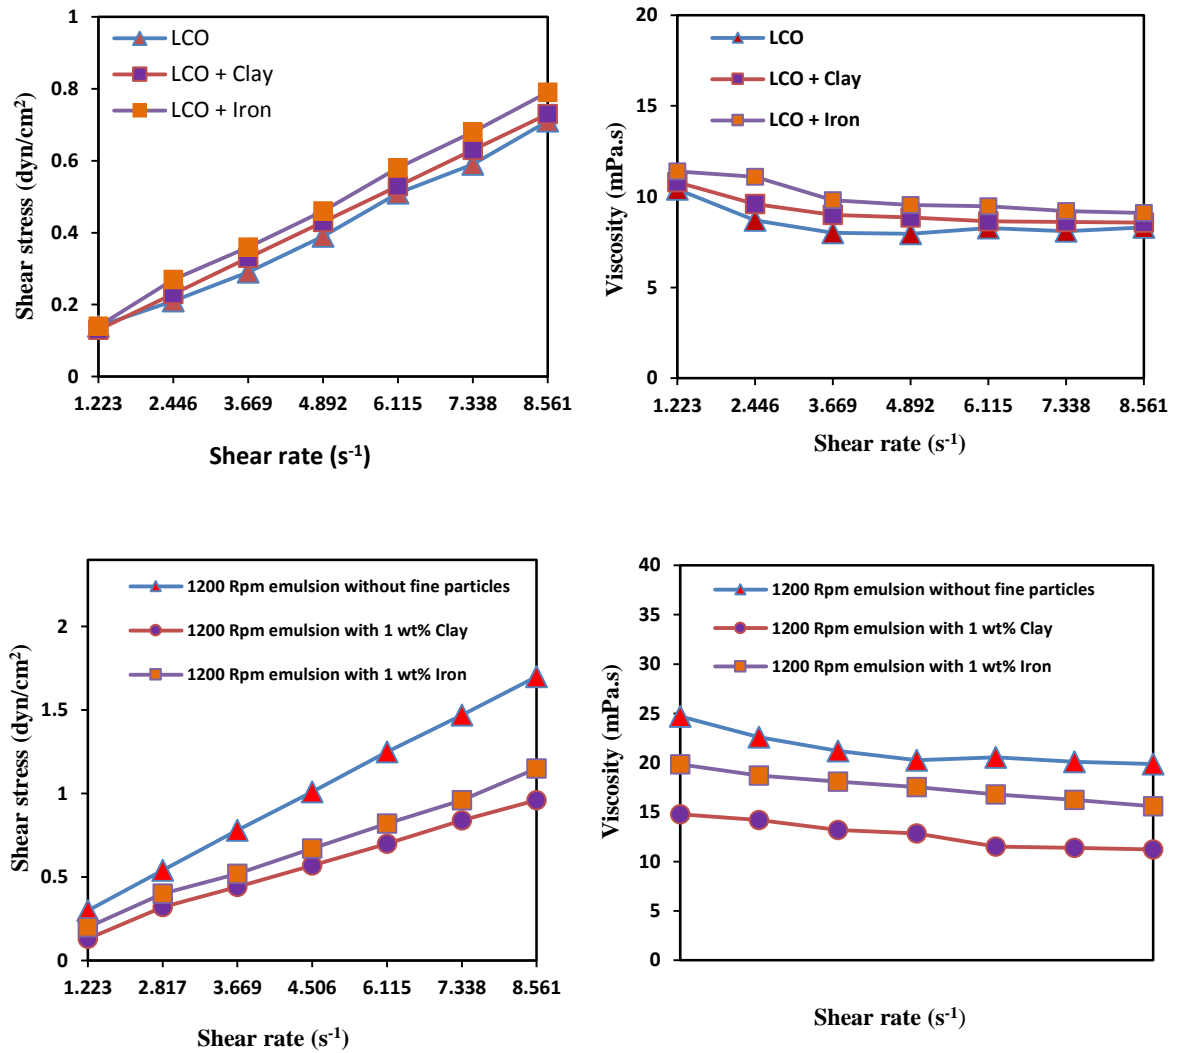 1
0.8
0.6
0.4
0.2
0
Shear stress (dyn/cm²)
LCO
LCO + Clay
LCO + Iron
1.223 2.446 3.669 4.892 6.115 7.338 8.561
Shear rate (s⁻¹)
20
15
10
5
0
Viscosity (mPa.s)
LCO
LCO + Clay
LCO + Iron
1.223 2.446 3.669 4.892 6.115 7.338 8.561
Shear rate (s⁻¹)
2
1.5
1
0.5
0
Shear stress (dyn/cm²)
1200 Rpm emulsion without fine particles
1200 Rpm emulsion with 1 wt% Clay
1200 Rpm emulsion with 1 wt% Iron
1.223 2.817 3.669 4.506 6.115 7.338 8.561
Shear rate (s⁻¹)
40
35
30
25
20
15
10
5
0
Viscosity (mPa.s)
1200 Rpm emulsion without fine particles
1200 Rpm emulsion with 1 wt% Clay
1200 Rpm emulsion with 1 wt% Iron
Shear rate (s⁻¹)